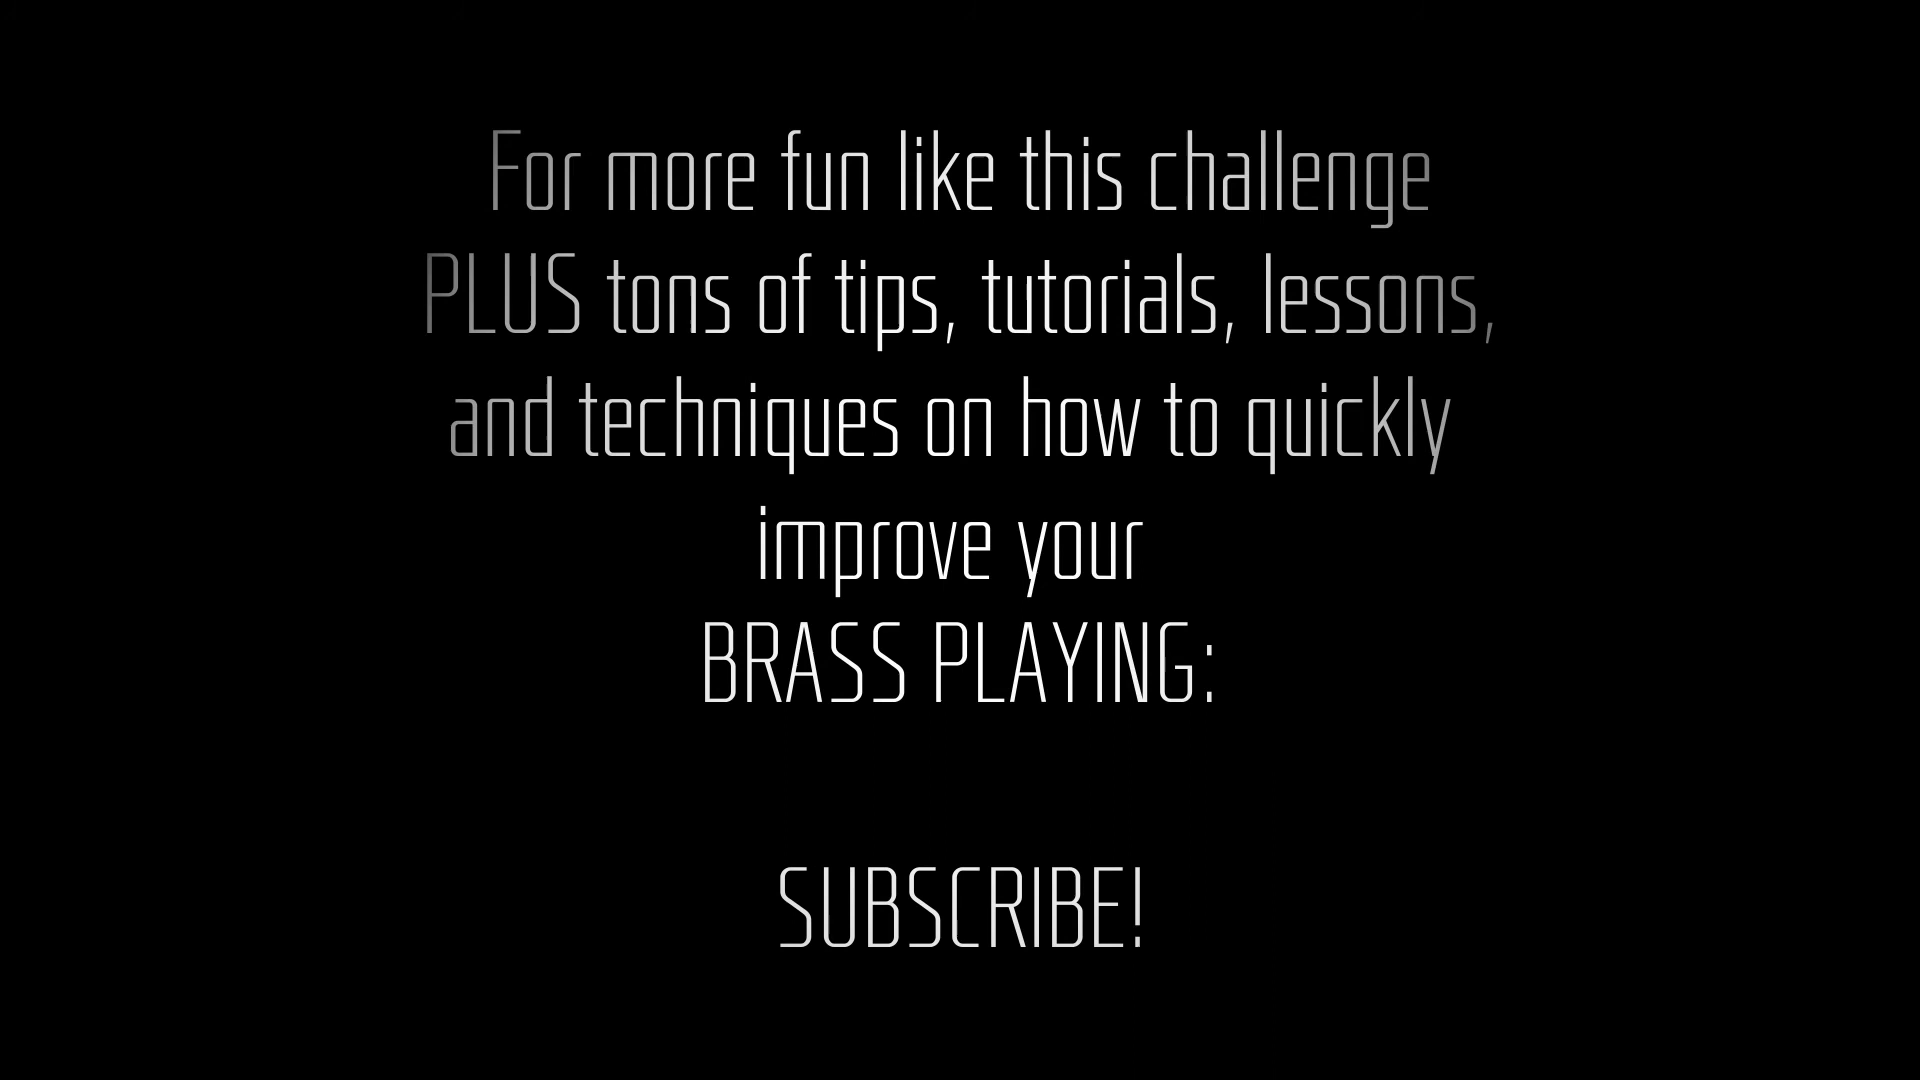 For more fun like this challenge
PLUS tons of tips, tutorials, lessons,
and techniques on how to quickly
improve your
BRASS PLAYING:
SUBSCRIBE!